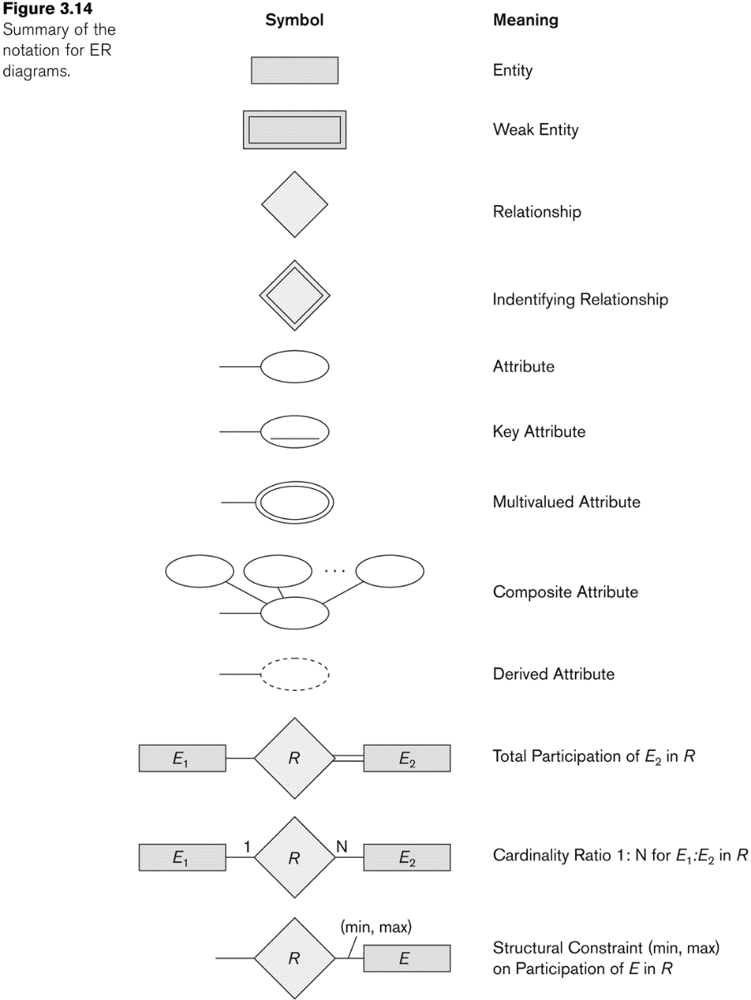 Figure 3.14
Summary of the
notation for ER
diagrams.
Symbol Meaning
Entity
Weak Entity
Relationship
Indentifying Relationship
Attribute
Key Attribute
Multivalued Attribute
. . .
Composite Attribute
Derived Attribute
E₁ R E₂ Total Participation of E₂ in R
E₁ 1 R N E₂ Cardinality Ratio 1: N for E₁:E₂ in R
(min, max)
R E Structural Constraint (min, max)
on Participation of E in R